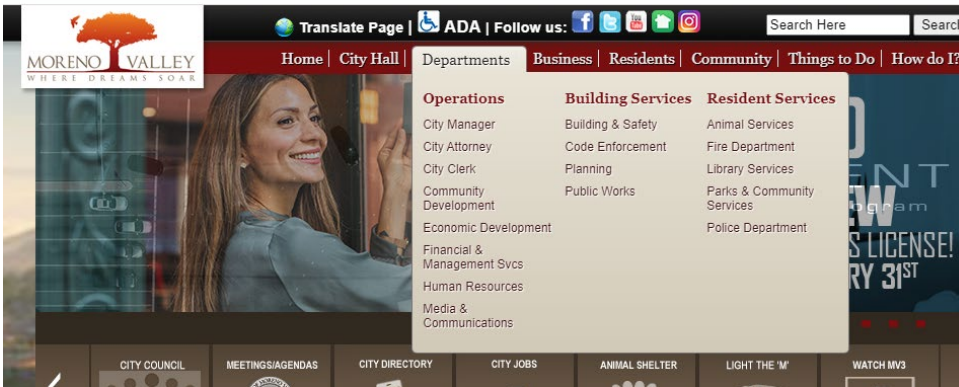 Translate Page | ADA | Follow us:
Search Here
Search
MORENO VALLEY
WHERE DREAMS SOAR
Home | City Hall | Departments Business | Residents | Community | Things to Do | How do I?
Operations
City Manager
City Attorney
City Clerk
Community
Development
Economic Development
Financial &
Management Svcs
Human Resources
Media &
Communications
Building Services
Building & Safety
Code Enforcement
Planning
Public Works
Resident Services
Animal Services
Fire Department
Library Services
Parks & Community
Services
Police Department
LICENSE!
31ST
CITY COUNCIL
MEETINGS/AGENDAS
CITY DIRECTORY
CITY JOBS
ANIMAL SHELTER
LIGHT THE 'M'
WATCH MV3